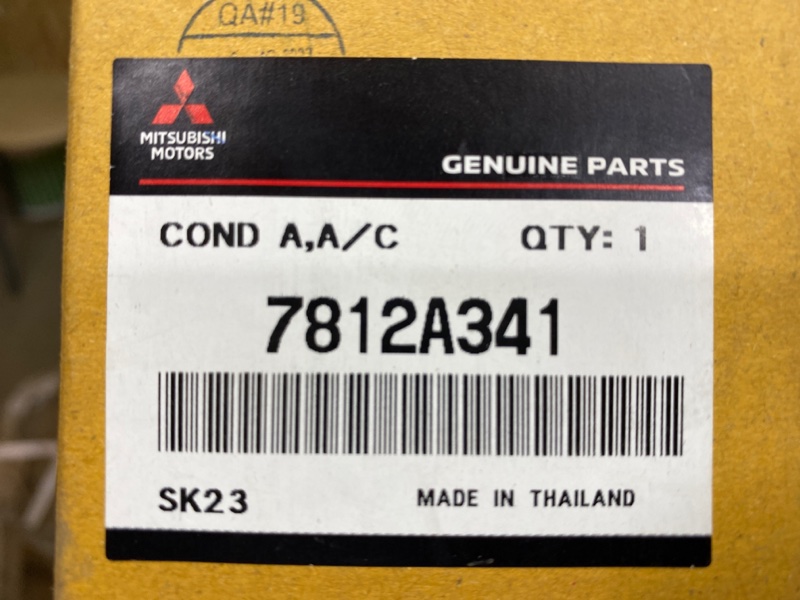 QA#19
MITSUBISHI
MOTORS
GENUINE PARTS
COND A,A/C QTY: 1
7812A341
SK23 MADE IN THAILAND